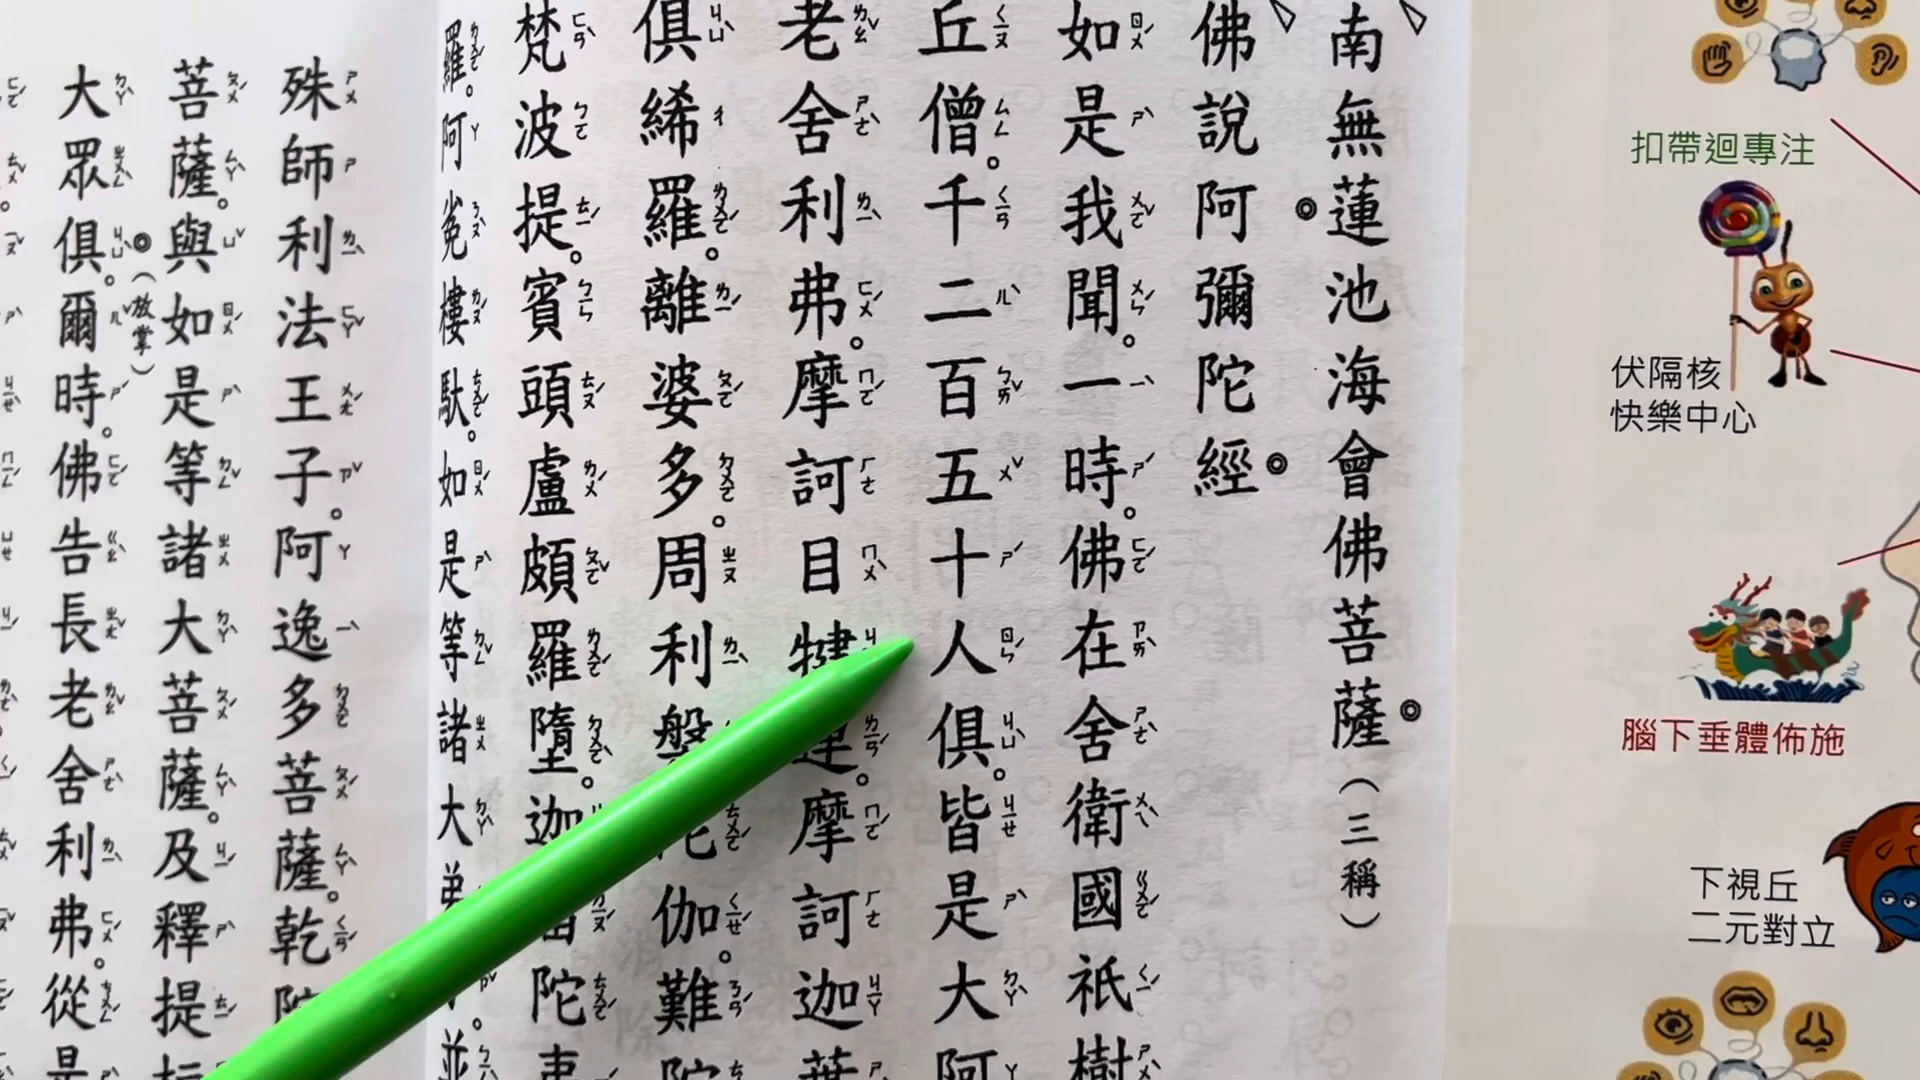 南無蓮池海會佛菩薩（三稱）
佛說阿彌陀經
如是我聞。一時。佛在舍衛國祇樹
丘僧。千二百五十人俱。皆是大阿
老舍利弗。摩訶目犍連。摩訶迦葉
俱絺羅。離婆多。周利槃陀伽。難陀
梵波提。賓頭盧頗羅墮。迦留陀夷
羅。阿㝹樓馱。如是等諸大弟子。並
殊師利法王子。阿逸多菩薩。乾陀
菩薩。與如是等諸大菩薩。及釋提桓
大眾俱。（放掌）爾時。佛告長老舍利弗。從是
扣帶迴專注
伏隔核
快樂中心
腦下垂體佈施
下視丘
二元對立